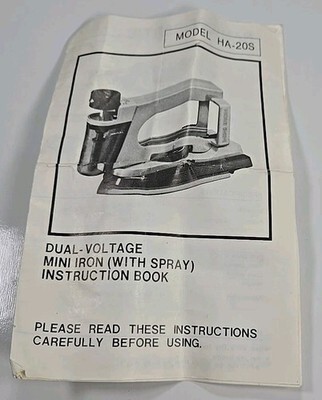 MODEL HA-20S
DUAL-VOLTAGE
MINI IRON (WITH SPRAY)
INSTRUCTION BOOK
PLEASE READ THESE INSTRUCTIONS
CAREFULLY BEFORE USING.